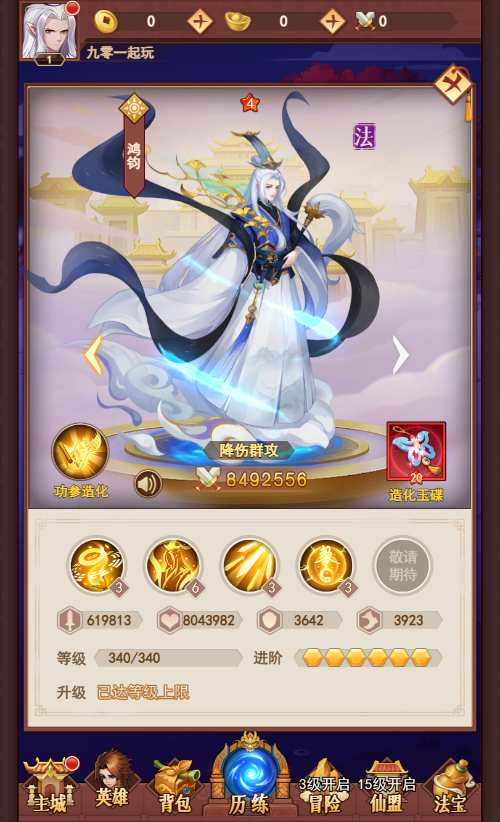 0
0
0
1
九零一起玩
4
鸿钧
法
降伤群攻
8492556
功参造化
20
造化玉碟
3
6
3
3
敬请
期待
619813
8043982
3642
3923
等级 340/340
进阶
升级 已达等级上限
主城
英雄
背包
历练
3级开启
冒险
15级开启
仙盟
法宝